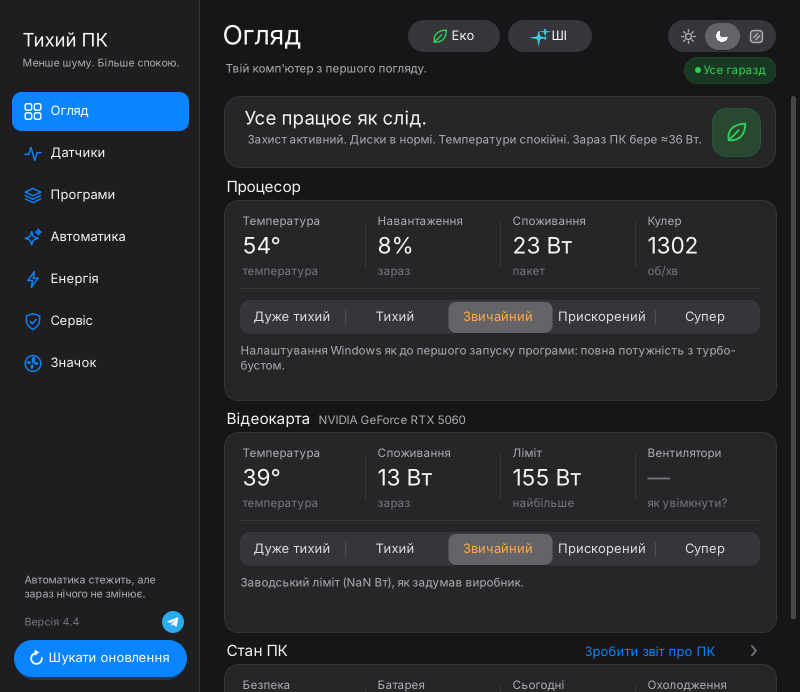 Тихий ПК
Менше шуму. Більше спокою.
Огляд
Датчики
Програми
Автоматика
Енергія
Сервіс
Значок
Автоматика стежить, але
зараз нічого не змінює.
Версія 4.4
Шукати оновлення
Огляд
Еко
ШІ
Твій комп'ютер з першого погляду.
Усе гаразд
Усе працює як слід.
Захист активний. Диски в нормі. Температури спокійні. Зараз ПК бере ≈36 Вт.
Процесор
Температура Навантаження Споживання Кулер
54° 8% 23 Вт 1302
температура зараз пакет об/хв
Дуже тихий Тихий Звичайний Прискорений Супер
Налаштування Windows як до першого запуску програми: повна потужність з турбо-
бустом.
Відеокарта NVIDIA GeForce RTX 5060
Температура Споживання Ліміт Вентилятори
39° 13 Вт 155 Вт —
температура зараз найбільше як увімкнути?
Дуже тихий Тихий Звичайний Прискорений Супер
Заводський ліміт (NaN Вт), як задумав виробник.
Стан ПК Зробити звіт про ПК
Безпека Батарея Сьогодні Охолодження